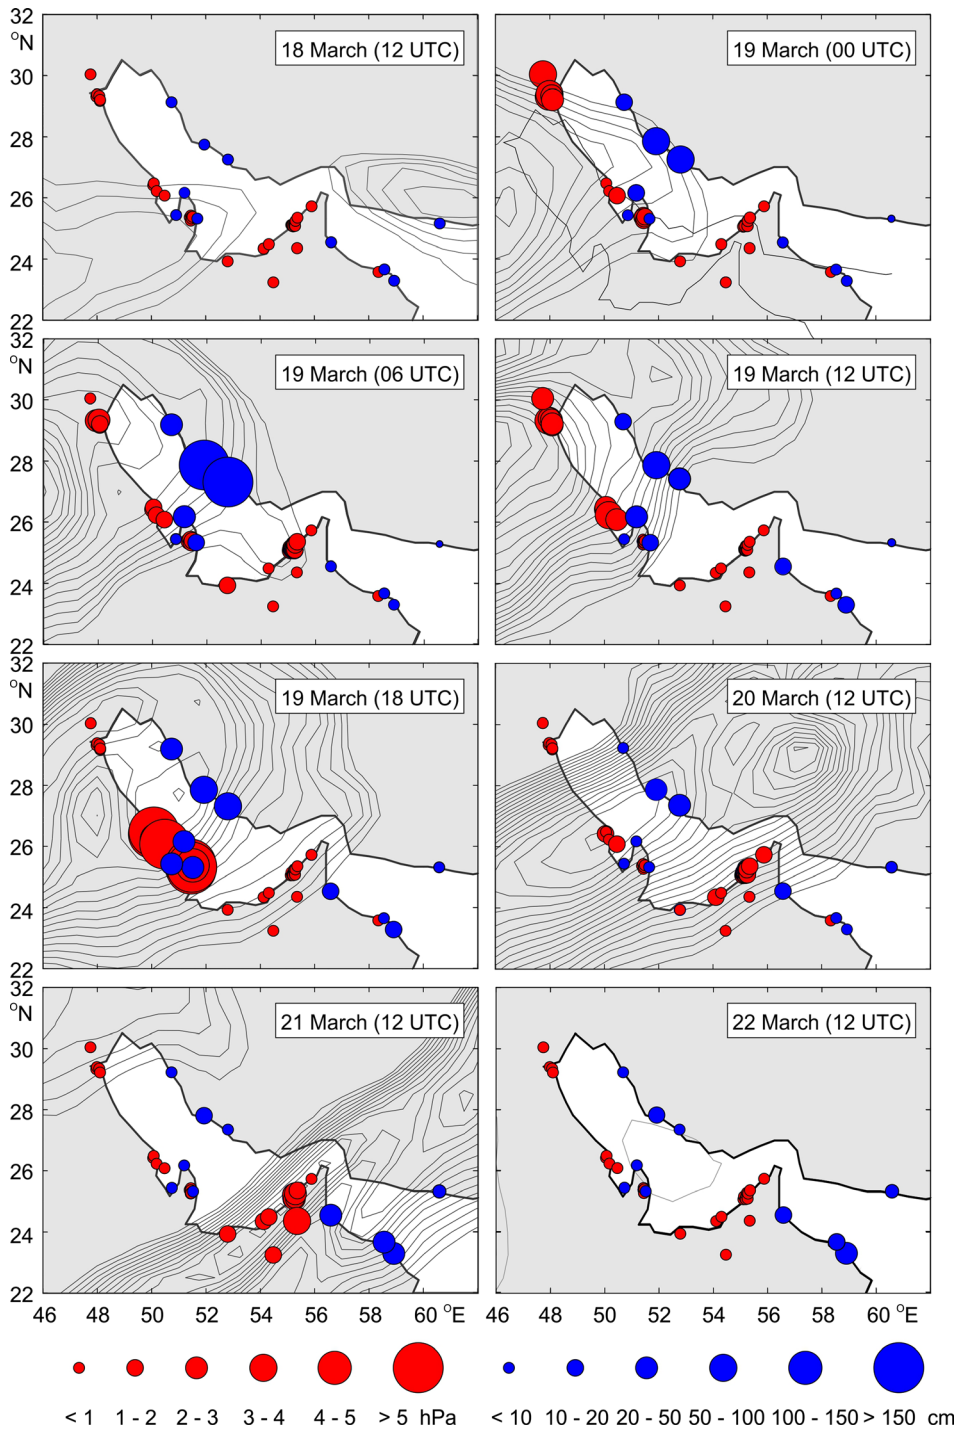 32
°N
30
28
26
24
22
18 March (12 UTC)
19 March (00 UTC)
32
°N
30
28
26
24
22
19 March (06 UTC)
19 March (12 UTC)
32
°N
30
28
26
24
22
19 March (18 UTC)
20 March (12 UTC)
32
°N
30
28
26
24
22
21 March (12 UTC)
22 March (12 UTC)
46 48 50 52 54 56 58 60 °E 48 50 52 54 56 58 60 °E
< 1 1 - 2 2 - 3 3 - 4 4 - 5 > 5 hPa < 10 10 - 20 20 - 50 50 - 100 100 - 150 > 150 cm